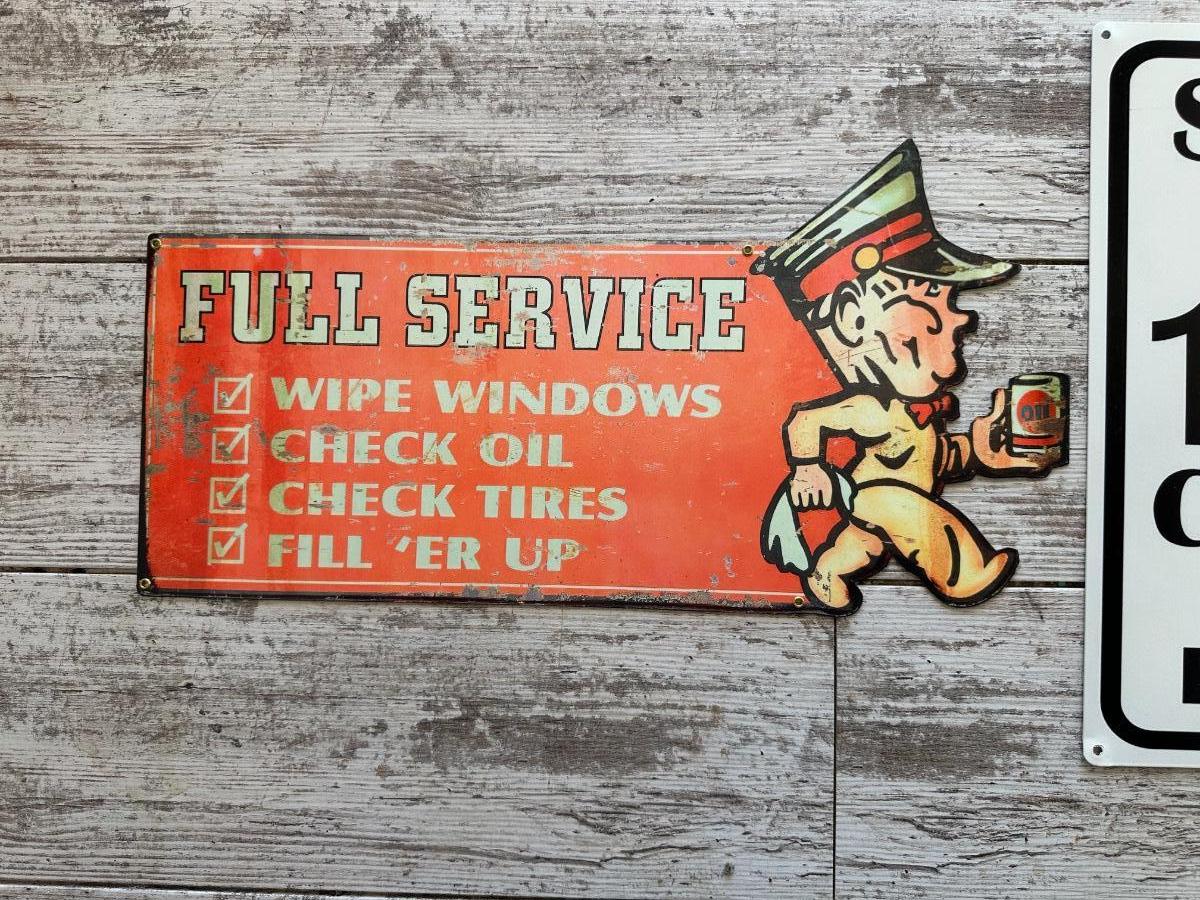 FULL SERVICE
WIPE WINDOWS
CHECK OIL
CHECK TIRES
FILL 'ER UP
OIL